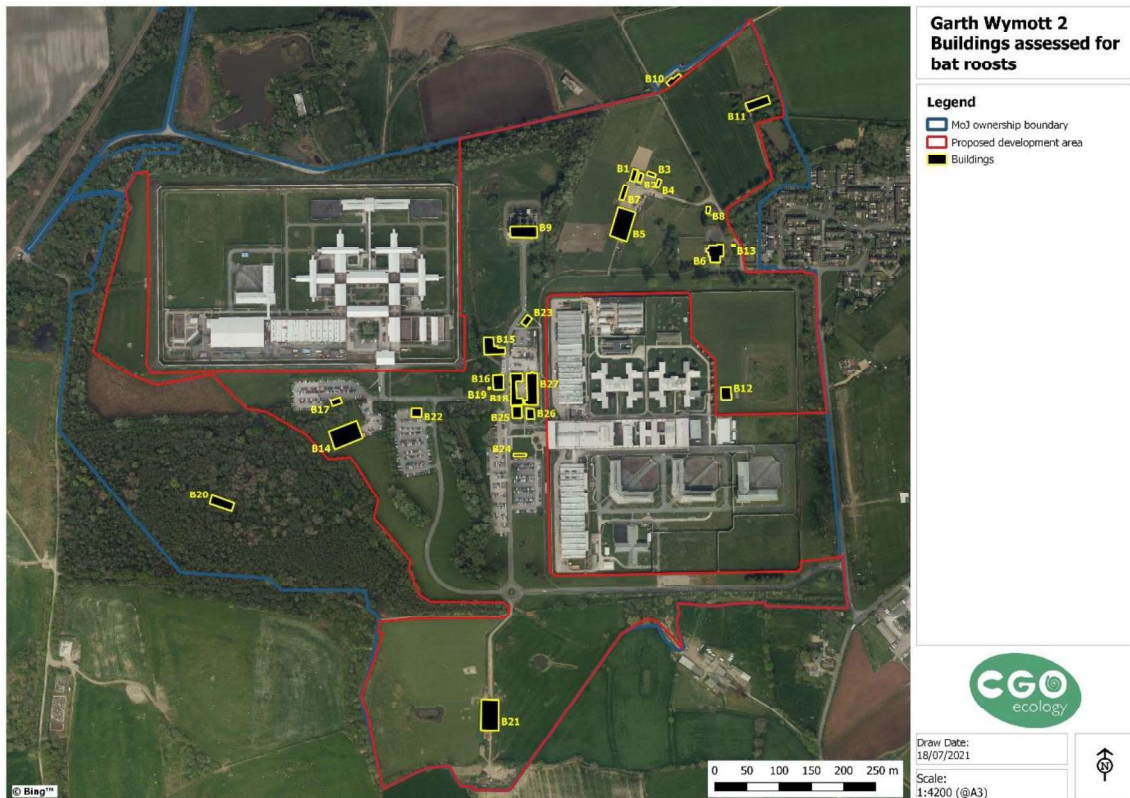 Garth Wymott 2
Buildings assessed for
bat roosts
Legend
MoJ ownership boundary
Proposed development area
Buildings
B10
B11
B1
B3
B2
B4
B7
B5
B8
B13
B6
B9
B23
B15
B16
B27
B19
B18
B25
B26
B12
B17
B22
B14
B24
B20
B21
CGO
ecology
Draw Date:
18/07/2021
Scale:
1:4200 (@A3)
N
0 50 100 150 200 250 m
© Bing™